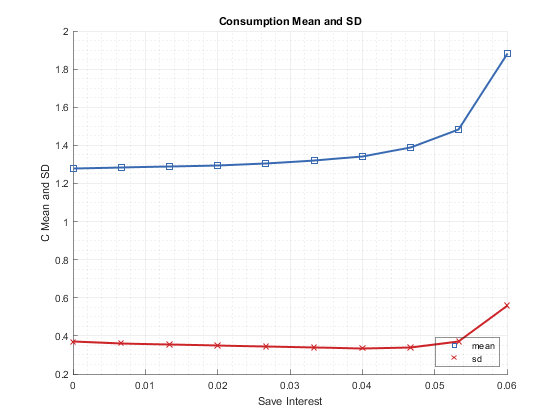 Consumption Mean and SD
2
1.8
1.6
1.4
1.2
1
0.8
0.6
0.4
0.2
C Mean and SD
mean
sd
0 0.01 0.02 0.03 0.04 0.05 0.06
Save Interest